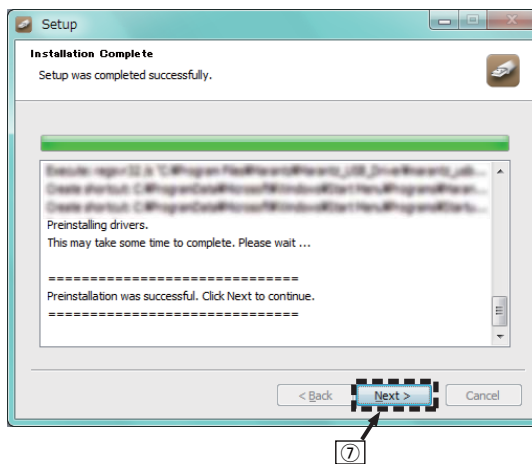 Setup
Installation Complete
Setup was completed successfully.
Preinstalling drivers.
This may take some time to complete. Please wait ...
===============================
Preinstallation was successful. Click Next to continue.
===============================
< Back
Next >
Cancel
⑦